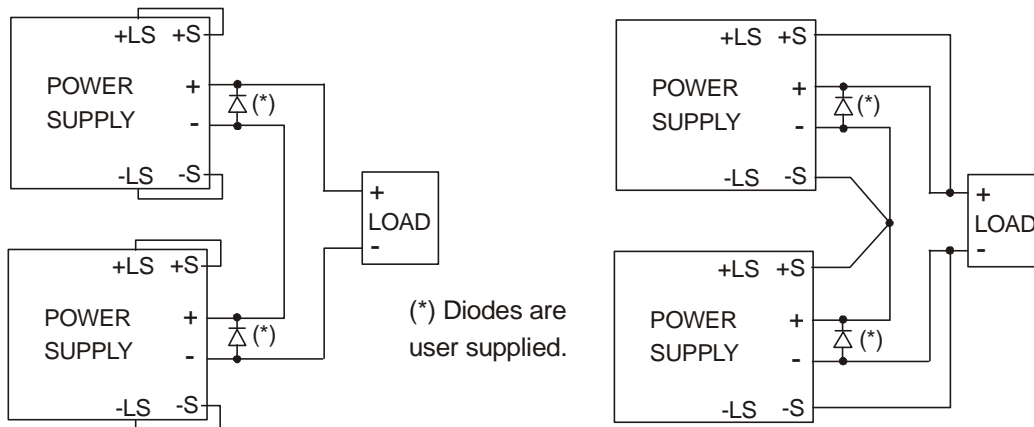 +LS +S
POWER
SUPPLY
+
-
(*)
-LS -S
+LS +S
POWER
SUPPLY
+
-
(*)
-LS -S
+
LOAD
-
(*) Diodes are
user supplied.
+LS +S
POWER
SUPPLY
+
-
(*)
-LS -S
+LS +S
POWER
SUPPLY
+
-
(*)
-LS -S
+
LOAD
-